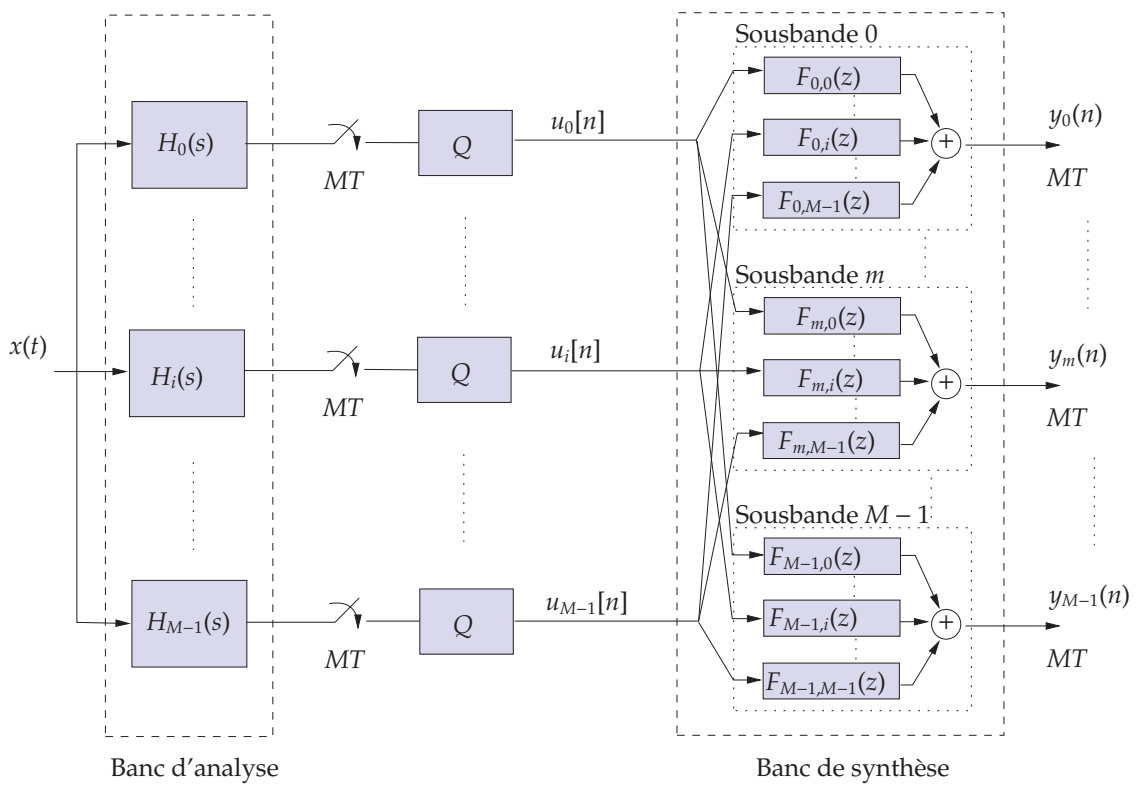 Sousbande 0
F0,0(z)
H0(s)
MT
Q
u0[n]
F0,i(z)
+
y0(n)
MT
F0,M−1(z)
Sousbande m
x(t)
Hi(s)
MT
Q
ui[n]
Fm,0(z)
Fm,i(z)
+
ym(n)
MT
Fm,M−1(z)
Sousbande M − 1
HM−1(s)
MT
Q
uM−1[n]
FM−1,0(z)
FM−1,i(z)
+
yM−1(n)
MT
FM−1,M−1(z)
Banc d'analyse
Banc de synthèse